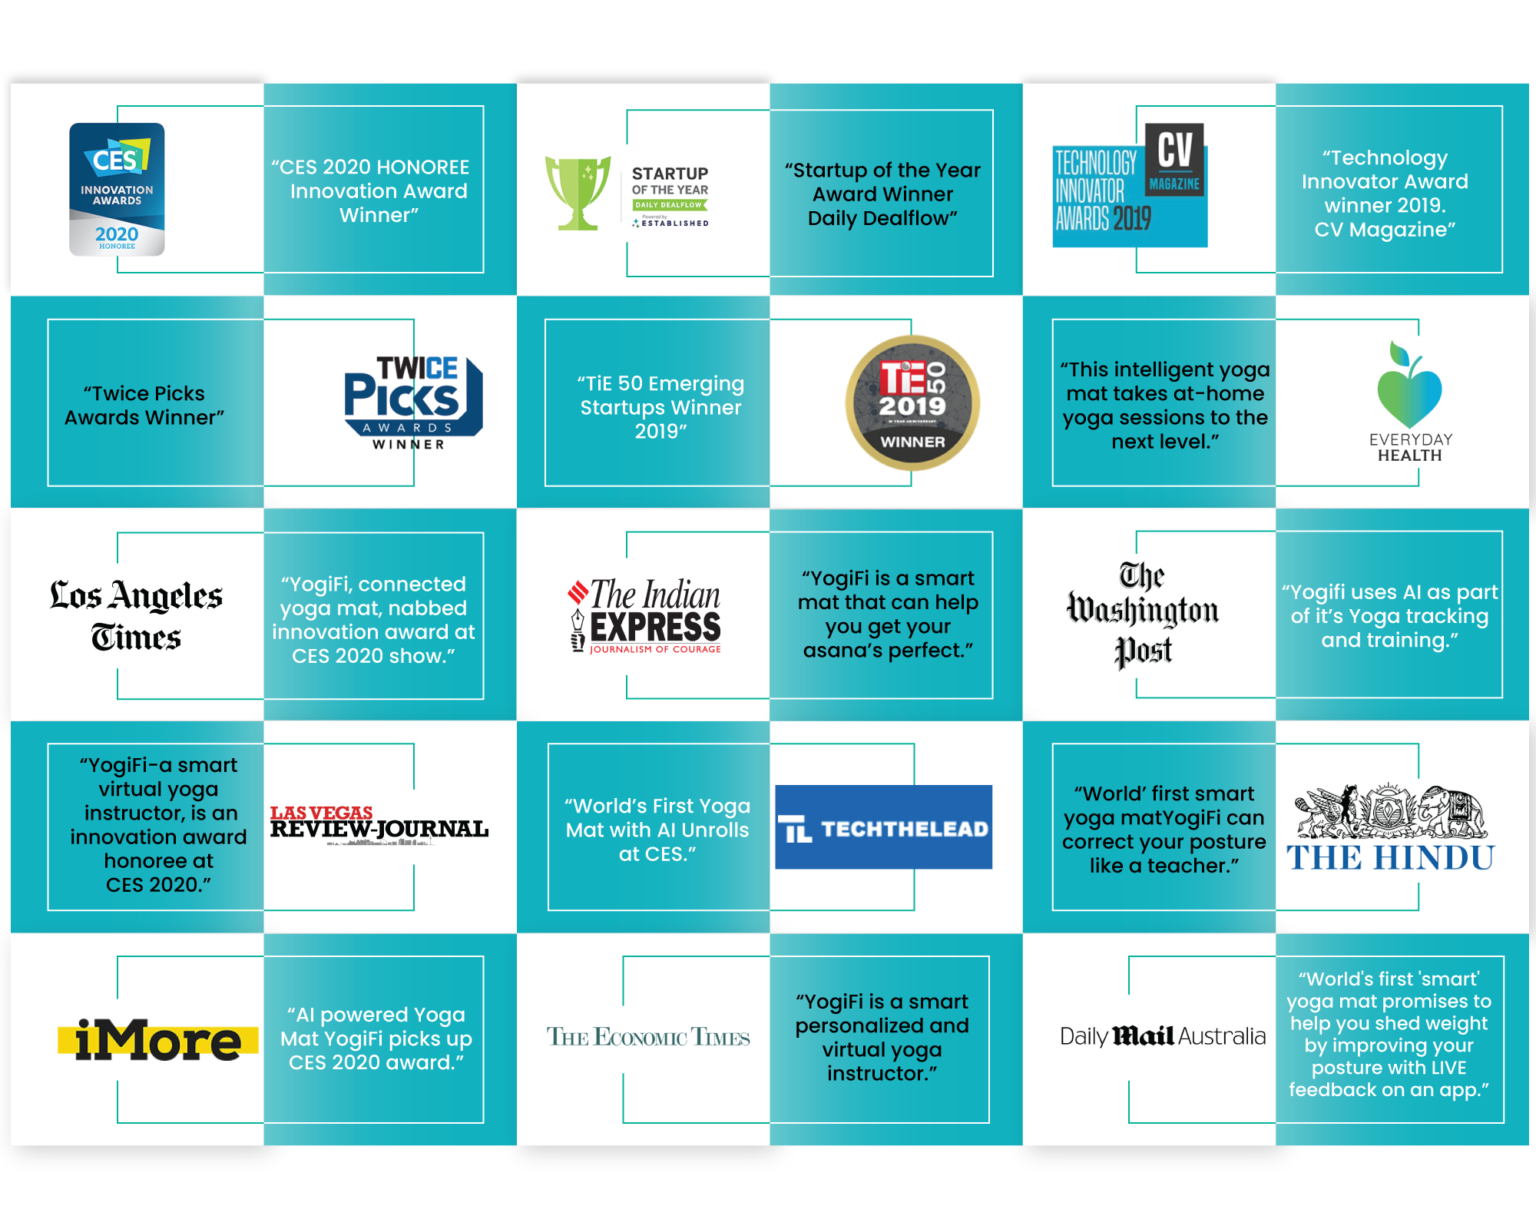 CES
INNOVATION
AWARDS
2020
HONOREE
“CES 2020 HONOREE
Innovation Award
Winner”
STARTUP
OF THE YEAR
DAILY DEALFLOW
Powered by
ESTABLISHED
“Startup of the Year
Award Winner
Daily Dealflow”
TECHNOLOGY
INNOVATOR
AWARDS 2019
CV
MAGAZINE
“Technology
Innovator Award
winner 2019.
CV Magazine”
“Twice Picks
Awards Winner”
TWICE
PICKS
AWARDS
WINNER
“TiE 50 Emerging
Startups Winner
2019”
TiE50
2019
WINNER
“This intelligent yoga
mat takes at-home
yoga sessions to the
next level.”
EVERYDAY
HEALTH
Los Angeles
Times
“YogiFi, connected
yoga mat, nabbed
innovation award at
CES 2020 show.”
The Indian
EXPRESS
JOURNALISM OF COURAGE
“YogiFi is a smart
mat that can help
you get your
asana’s perfect.”
The
Washington
Post
“Yogifi uses AI as part
of it’s Yoga tracking
and training.”
“YogiFi-a smart
virtual yoga
instructor, is an
innovation award
honoree at
CES 2020.”
LAS VEGAS
REVIEW-JOURNAL
“World’s First Yoga
Mat with AI Unrolls
at CES.”
TL TECHTHELEAD
“World’ first smart
yoga matYogiFi can
correct your posture
like a teacher.”
THE HINDU
iMore
“AI powered Yoga
Mat YogiFi picks up
CES 2020 award.”
THE ECONOMIC TIMES
“YogiFi is a smart
personalized and
virtual yoga
instructor.”
Daily Mail Australia
“World's first 'smart'
yoga mat promises to
help you shed weight
by improving your
posture with LIVE
feedback on an app.”